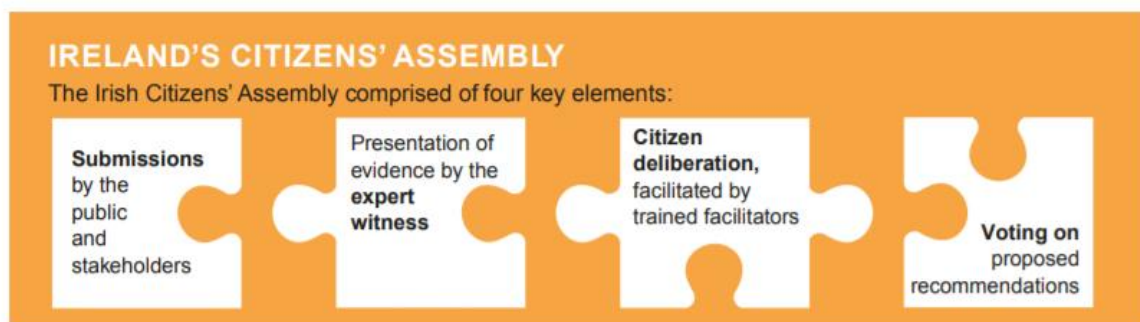 IRELAND'S CITIZENS' ASSEMBLY
The Irish Citizens' Assembly comprised of four key elements:
Submissions
by the
public
and
stakeholders
Presentation of
evidence by the
expert
witness
Citizen
deliberation,
facilitated by
trained facilitators
Voting on
proposed
recommendations